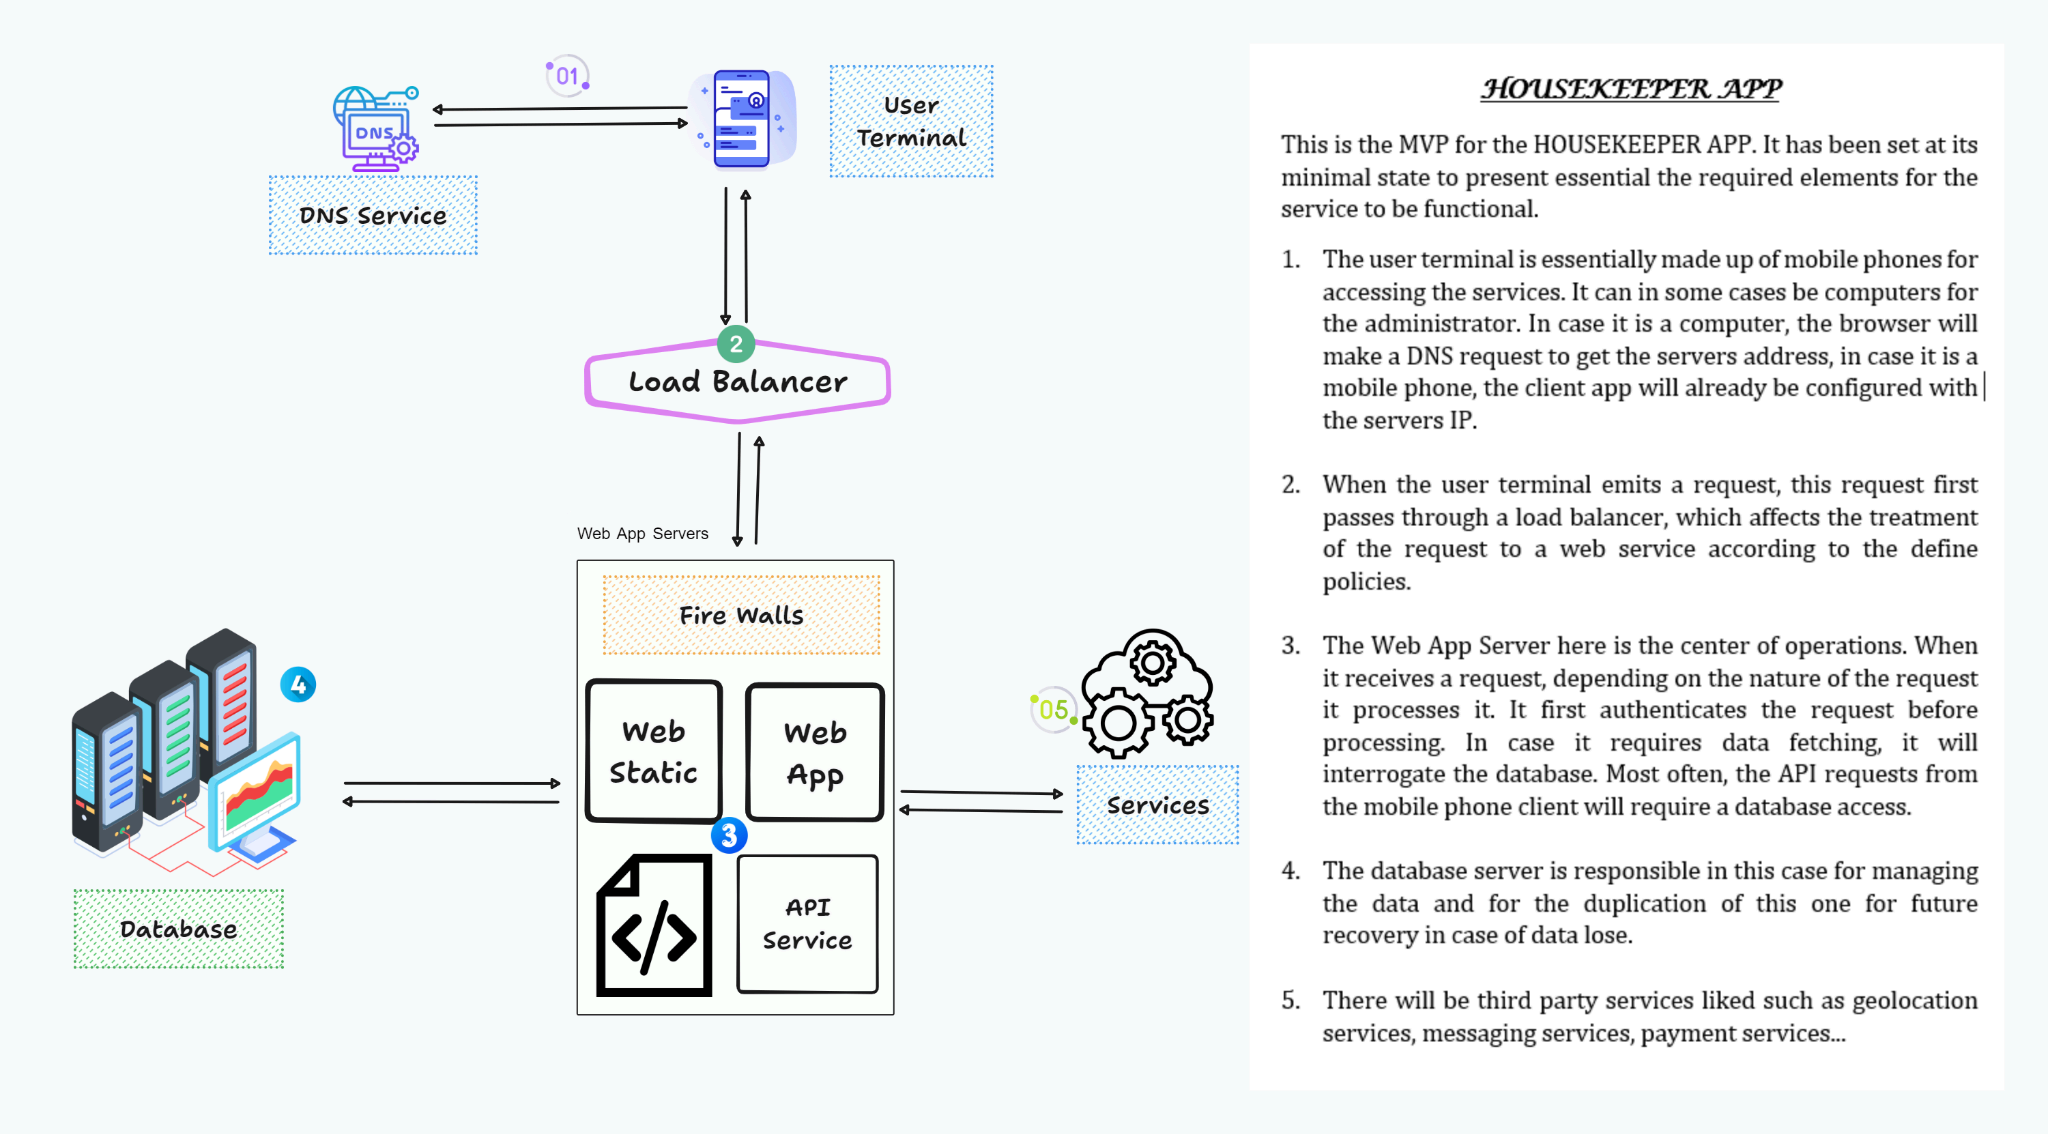 01
DNS
User
Terminal
DNS Service
2
Load Balancer
Web App Servers
Fire Walls
Web
Static
Web
App
3
API
Service
4
Database
05
Services
HOUSEKEEPER APP
This is the MVP for the HOUSEKEEPER APP. It has been set at its
minimal state to present essential the required elements for the
service to be functional.
1. The user terminal is essentially made up of mobile phones for
accessing the services. It can in some cases be computers for
the administrator. In case it is a computer, the browser will
make a DNS request to get the servers address, in case it is a
mobile phone, the client app will already be configured with
the servers IP.
2. When the user terminal emits a request, this request first
passes through a load balancer, which affects the treatment
of the request to a web service according to the define
policies.
3. The Web App Server here is the center of operations. When
it receives a request, depending on the nature of the request
it processes it. It first authenticates the request before
processing. In case it requires data fetching, it will
interrogate the database. Most often, the API requests from
the mobile phone client will require a database access.
4. The database server is responsible in this case for managing
the data and for the duplication of this one for future
recovery in case of data lose.
5. There will be third party services liked such as geolocation
services, messaging services, payment services...